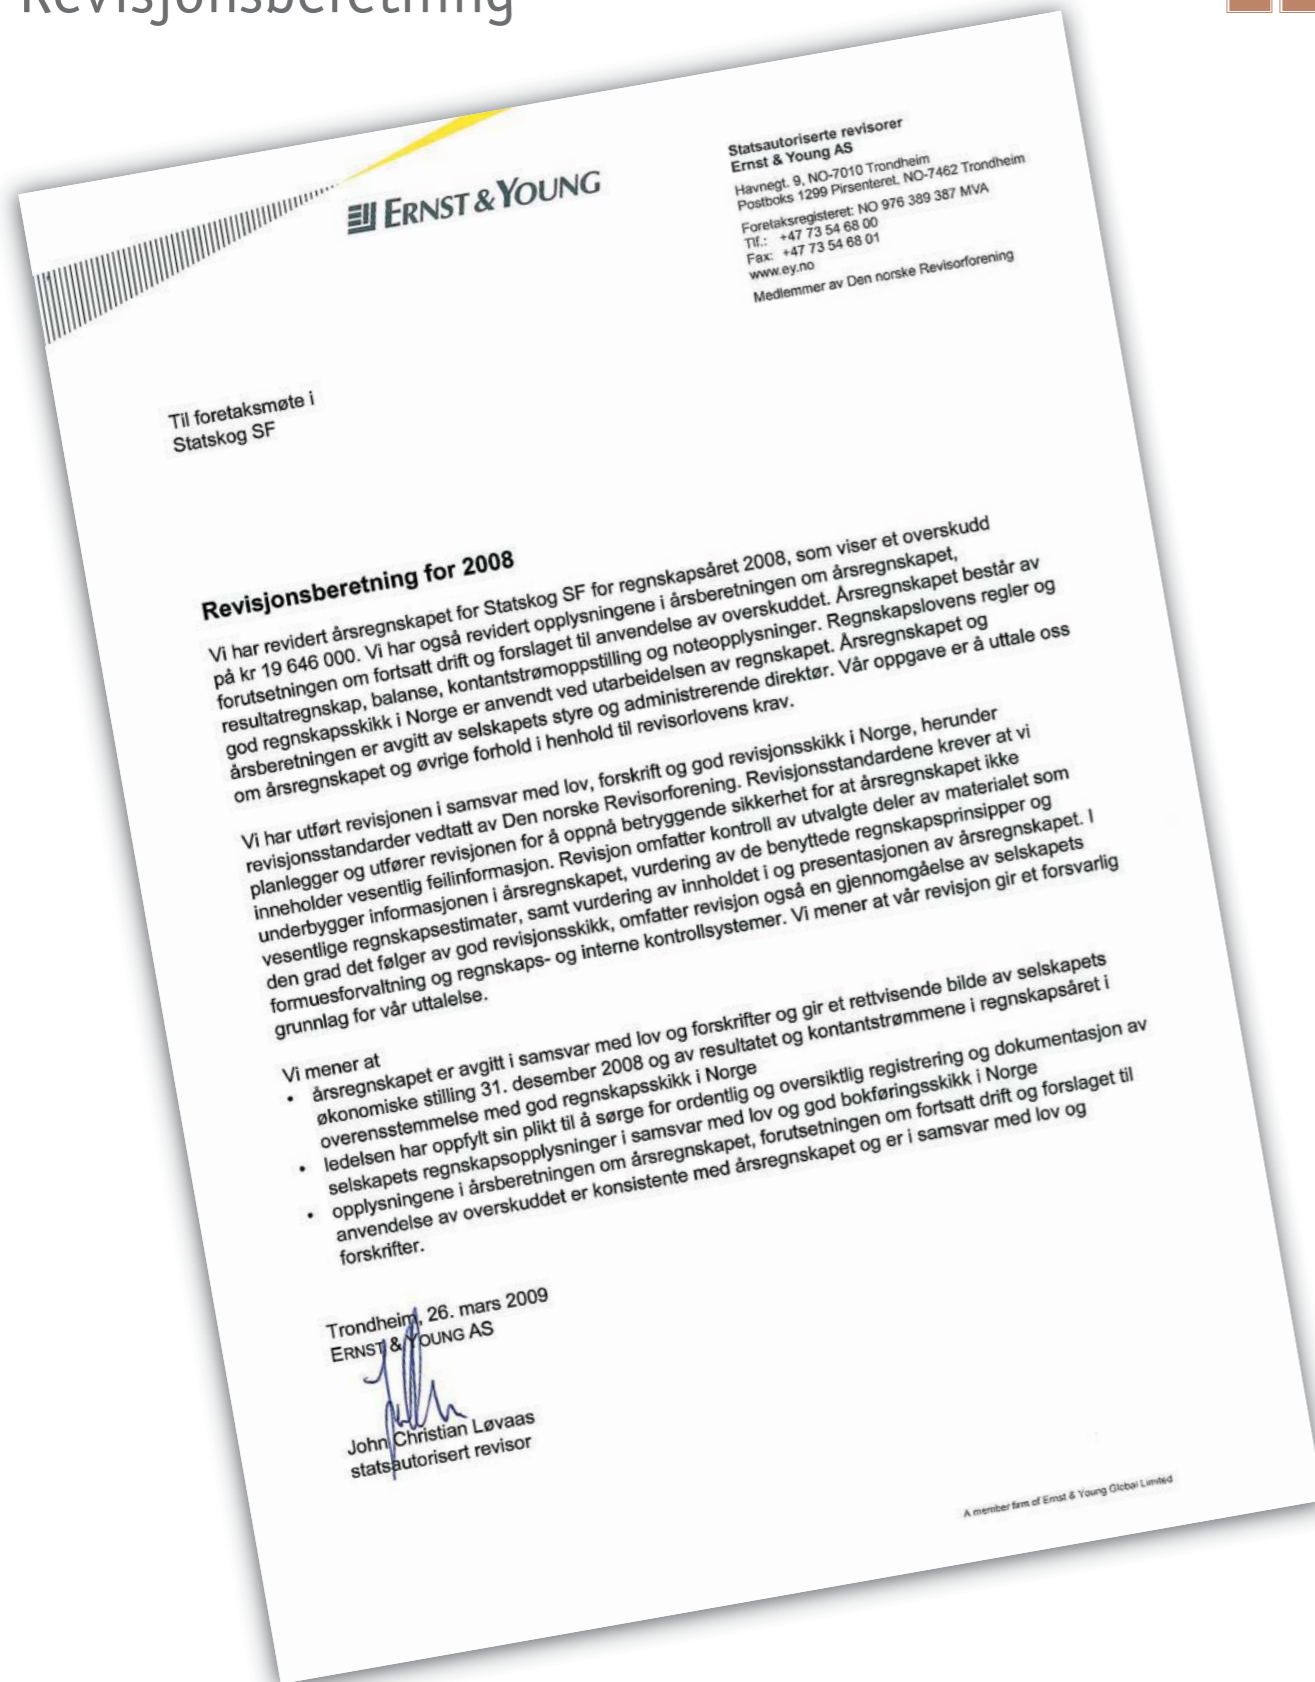 Revisjonsberetning
ERNST & YOUNG
Statsautoriserte revisorer
Ernst & Young AS
Havnegt. 9, NO-7010 Trondheim
Postboks 1299 Pirsenteret, NO-7462 Trondheim
Foretaksregisteret: NO 976 389 387 MVA
Tlf.: +47 73 54 68 00
Fax: +47 73 54 68 01
www.ey.no
Medlemmer av Den norske Revisorforening
Til foretaksmøte i
Statskog SF
Revisjonsberetning for 2008
Vi har revidert årsregnskapet for Statskog SF for regnskapsåret 2008, som viser et overskudd
på kr 19 646 000. Vi har også revidert opplysningene i årsberetningen om årsregnskapet,
forutsetningen om fortsatt drift og forslaget til anvendelse av overskuddet. Årsregnskapet består av
resultatregnskap, balanse, kontantstrømoppstilling og noteopplysninger. Regnskapslovens regler og
god regnskapsskikk i Norge er anvendt ved utarbeidelsen av regnskapet. Årsregnskapet og
årsberetningen er avgitt av selskapets styre og administrerende direktør. Vår oppgave er å uttale oss
om årsregnskapet og øvrige forhold i henhold til revisorlovens krav.
Vi har utført revisjonen i samsvar med lov, forskrift og god revisjonsskikk i Norge, herunder
revisjonsstandarder vedtatt av Den norske Revisorforening. Revisjonsstandardene krever at vi
planlegger og utfører revisjonen for å oppnå betryggende sikkerhet for at årsregnskapet ikke
inneholder vesentlig feilinformasjon. Revisjon omfatter kontroll av utvalgte deler av materialet som
underbygger informasjonen i årsregnskapet, vurdering av de benyttede regnskapsprinsipper og
vesentlige regnskapsestimater, samt vurdering av innholdet i og presentasjonen av årsregnskapet. I
den grad det følger av god revisjonsskikk, omfatter revisjon også en gjennomgåelse av selskapets
formuesforvaltning og regnskaps- og interne kontrollsystemer. Vi mener at vår revisjon gir et forsvarlig
grunnlag for vår uttalelse.
Vi mener at
• årsregnskapet er avgitt i samsvar med lov og forskrifter og gir et rettvisende bilde av selskapets
økonomiske stilling 31. desember 2008 og av resultatet og kontantstrømmene i regnskapsåret i
overensstemmelse med god regnskapsskikk i Norge
• ledelsen har oppfylt sin plikt til å sørge for ordentlig og oversiktlig registrering og dokumentasjon av
selskapets regnskapsopplysninger i samsvar med lov og god bokføringsskikk i Norge
• opplysningene i årsberetningen om årsregnskapet, forutsetningen om fortsatt drift og forslaget til
anvendelse av overskuddet er konsistente med årsregnskapet og er i samsvar med lov og
forskrifter.
Trondheim, 26. mars 2009
ERNST & YOUNG AS
John Christian Løvaas
statsautorisert revisor
A member firm of Ernst & Young Global Limited